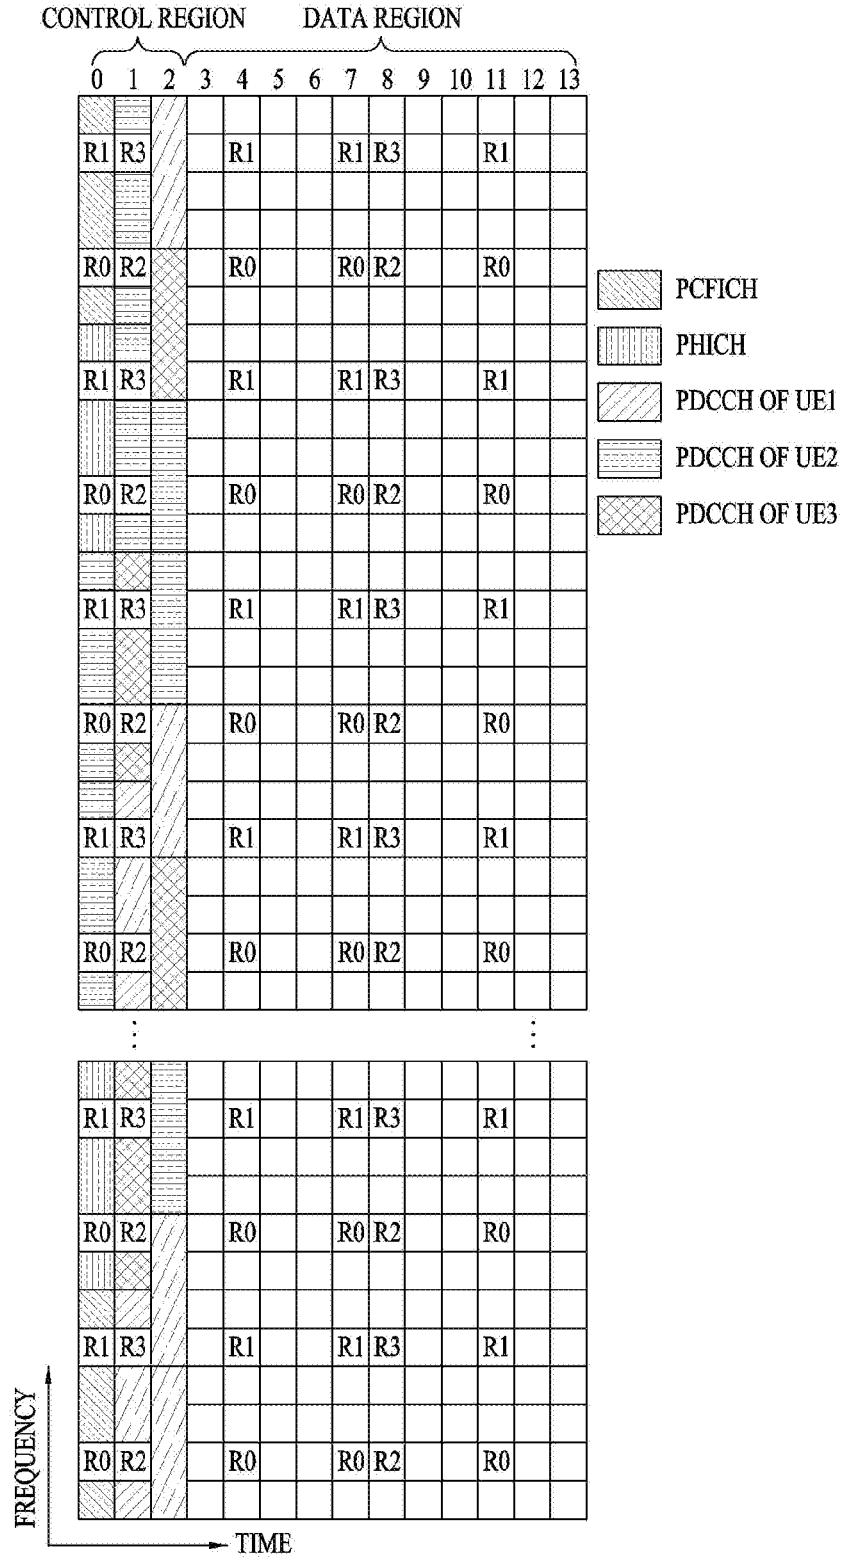 CONTROL REGION DATA REGION
0 1 2 3 4 5 6 7 8 9 10 11 12 13
R1 R3 R1 R1 R3 R1
R0 R2 R0 R0 R2 R0
PCFICH
PHICH
R1 R3 R1 R1 R3 R1
PDCCH OF UE1
PDCCH OF UE2
R0 R2 R0 R0 R2 R0
PDCCH OF UE3
R1 R3 R1 R1 R3 R1
R0 R2 R0 R0 R2 R0
R1 R3 R1 R1 R3 R1
R0 R2 R0 R0 R2 R0
R1 R3 R1 R1 R3 R1
R0 R2 R0 R0 R2 R0
R1 R3 R1 R1 R3 R1
R0 R2 R0 R0 R2 R0
FREQUENCY
TIME